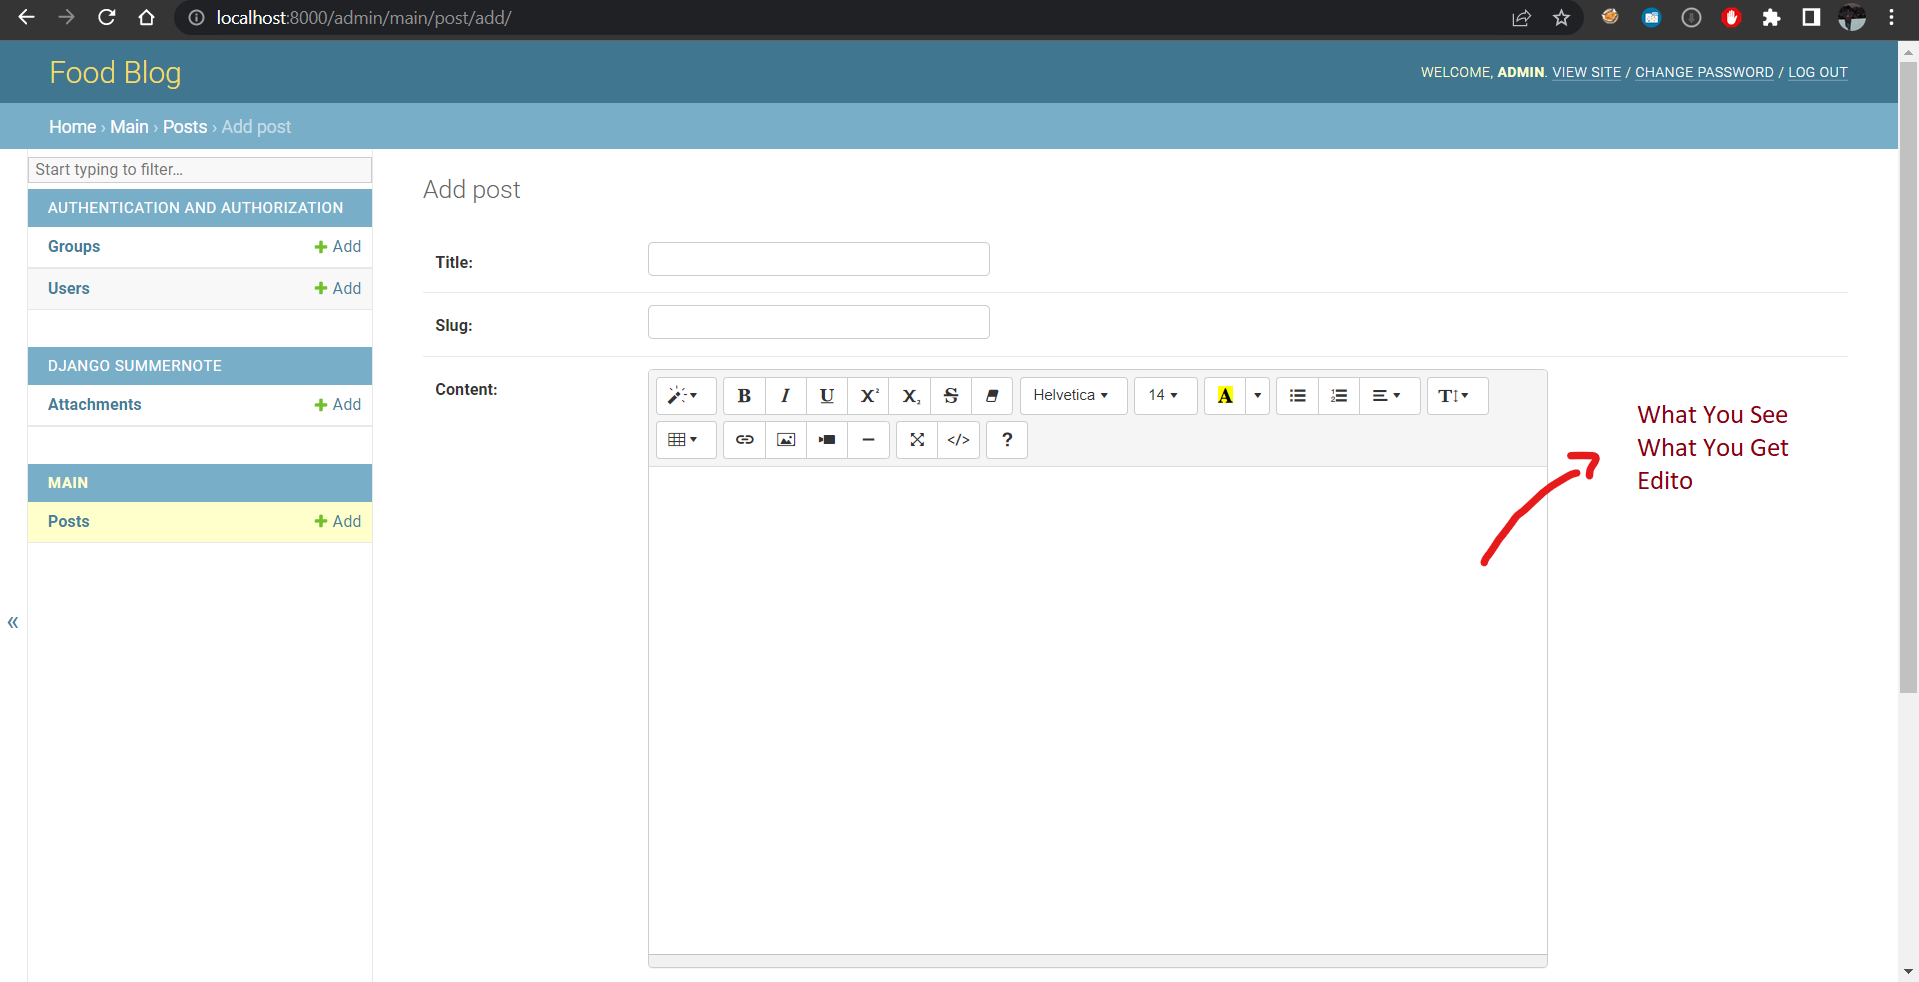 localhost:8000/admin/main/post/add/
Food Blog
WELCOME, ADMIN. VIEW SITE / CHANGE PASSWORD / LOG OUT
Home › Main › Posts › Add post
Start typing to filter...
AUTHENTICATION AND AUTHORIZATION
Groups + Add
Users + Add
DJANGO SUMMERNOTE
Attachments + Add
MAIN
Posts + Add
«
Add post
Title:
Slug:
Content:
B I U X² X₂ S Helvetica 14 A T
</> ?
What You See
What You Get
Edito